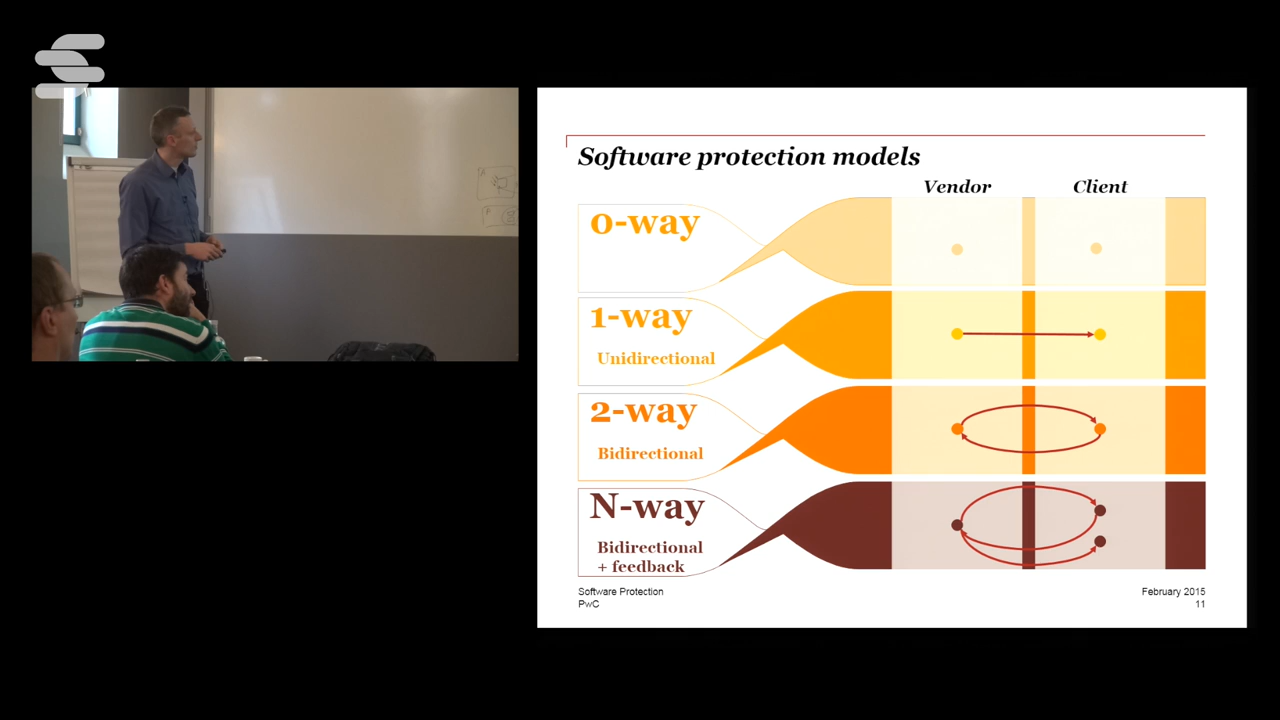 Software protection models
Vendor
Client
0-way
1-way
Unidirectional
2-way
Bidirectional
N-way
Bidirectional
+ feedback
Software Protection
PwC
February 2015
11